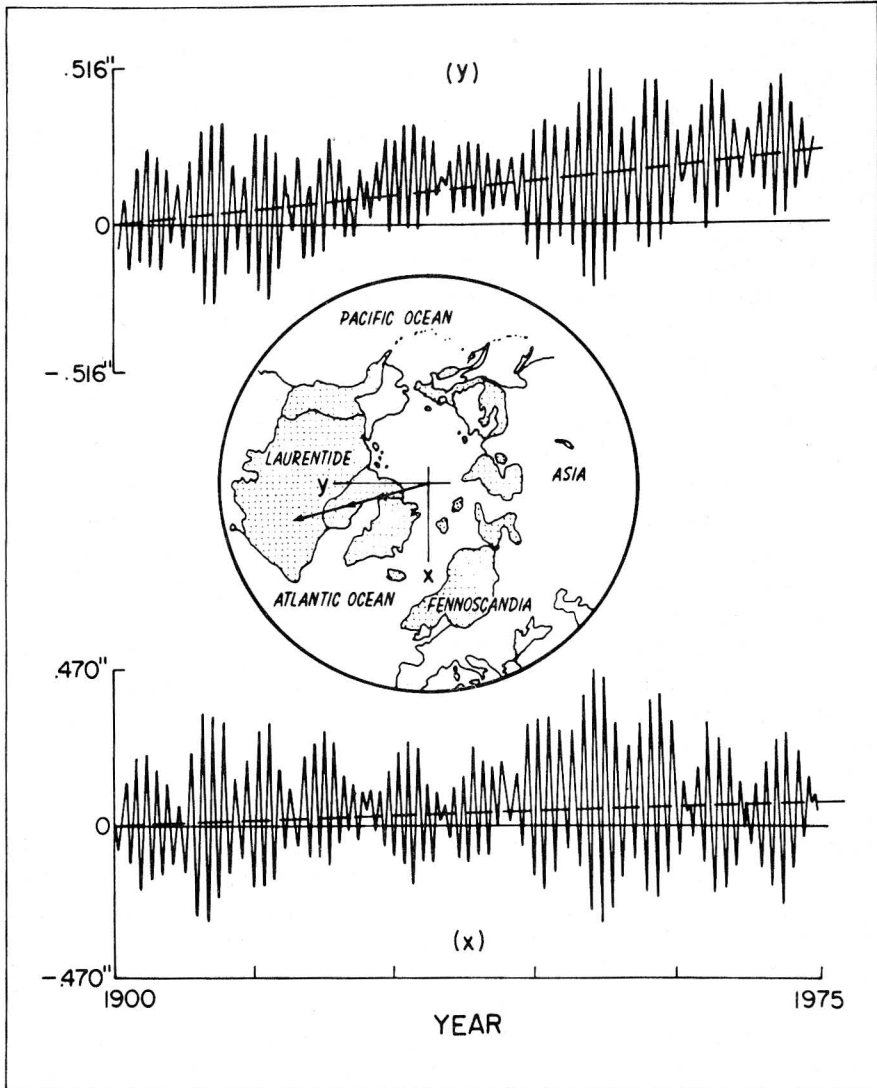 .516"
(y)
0
-.516"
PACIFIC OCEAN
LAURENTIDE
y
ASIA
x
ATLANTIC OCEAN
FENNOSCANDIA
.470"
0
(x)
-.470"
1900
1975
YEAR